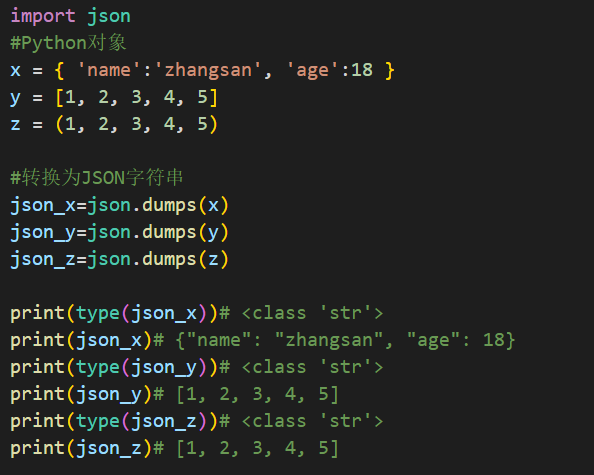 import json
#Python对象
x = { 'name':'zhangsan', 'age':18 }
y = [1, 2, 3, 4, 5]
z = (1, 2, 3, 4, 5)
#转换为JSON字符串
json_x=json.dumps(x)
json_y=json.dumps(y)
json_z=json.dumps(z)
print(type(json_x))# <class 'str'>
print(json_x)# {"name": "zhangsan", "age": 18}
print(type(json_y))# <class 'str'>
print(json_y)# [1, 2, 3, 4, 5]
print(type(json_z))# <class 'str'>
print(json_z)# [1, 2, 3, 4, 5]